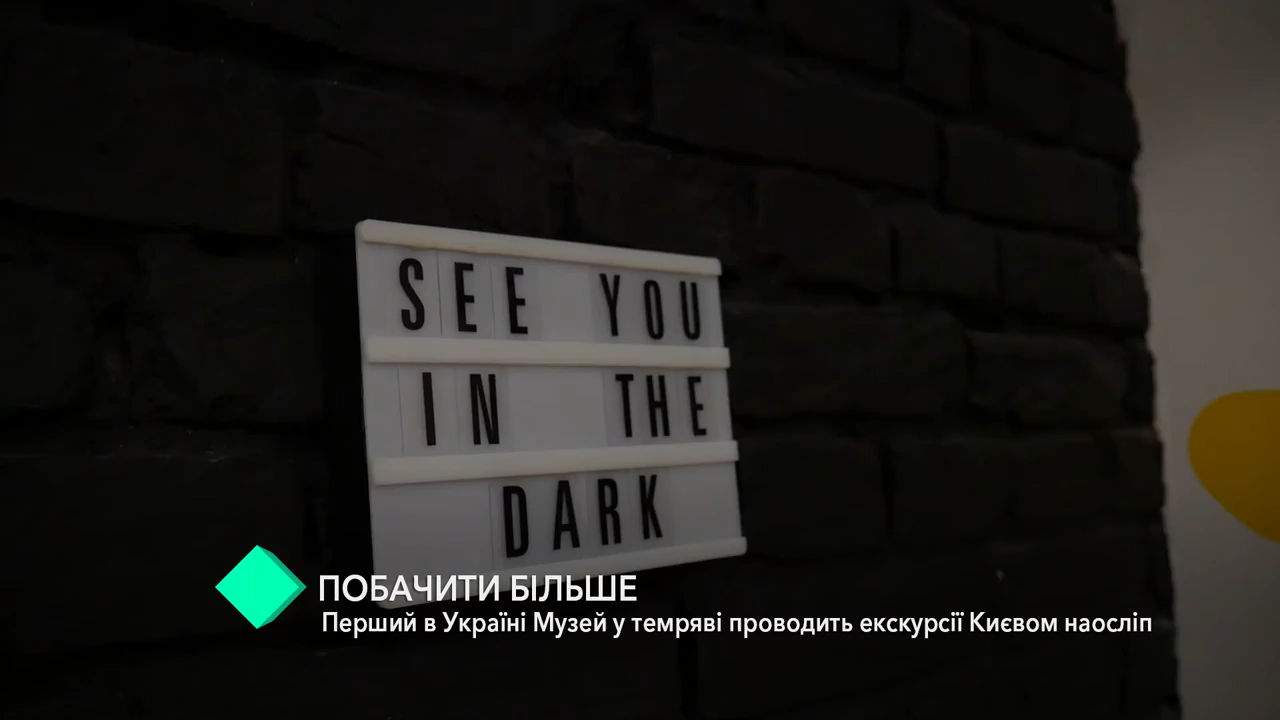 SEE YOU
IN THE
DARK
ПОБАЧИТИ БІЛЬШЕ
Перший в Україні Музей у темряві проводить екскурсії Києвом наосліп